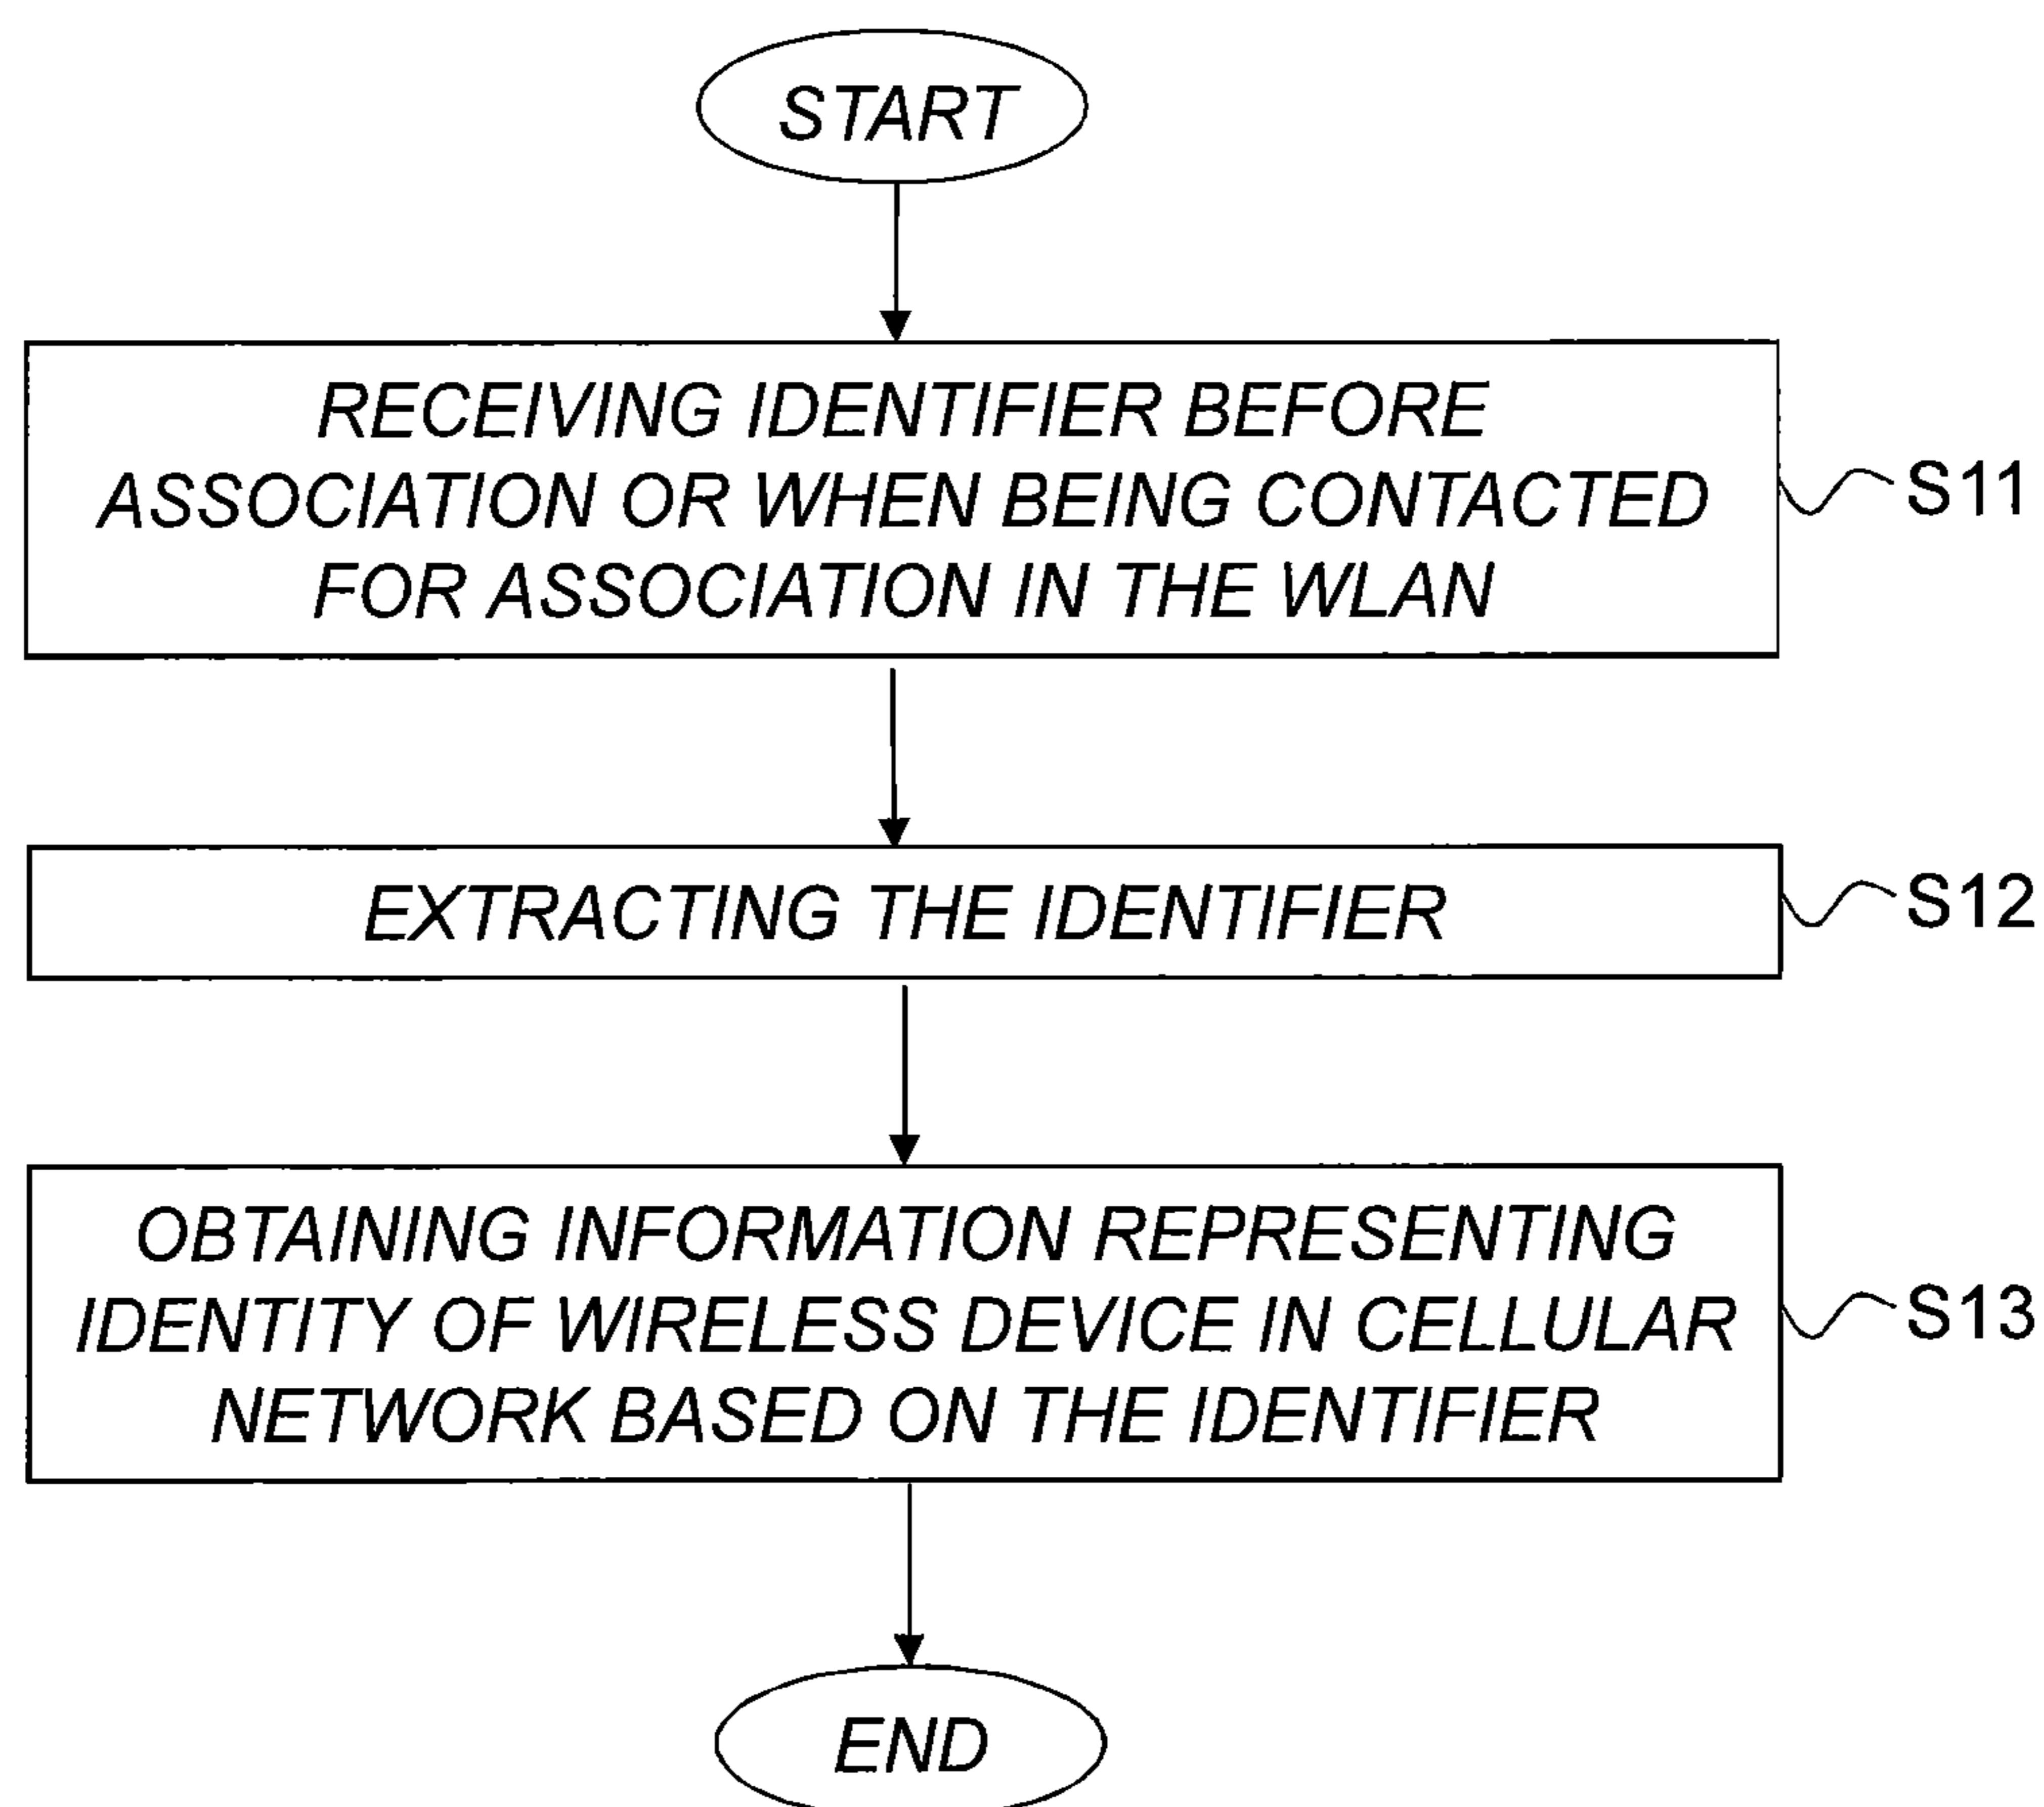 START
RECEIVING IDENTIFIER BEFORE
ASSOCIATION OR WHEN BEING CONTACTED
FOR ASSOCIATION IN THE WLAN
S11
EXTRACTING THE IDENTIFIER
S12
OBTAINING INFORMATION REPRESENTING
IDENTITY OF WIRELESS DEVICE IN CELLULAR
NETWORK BASED ON THE IDENTIFIER
S13
END